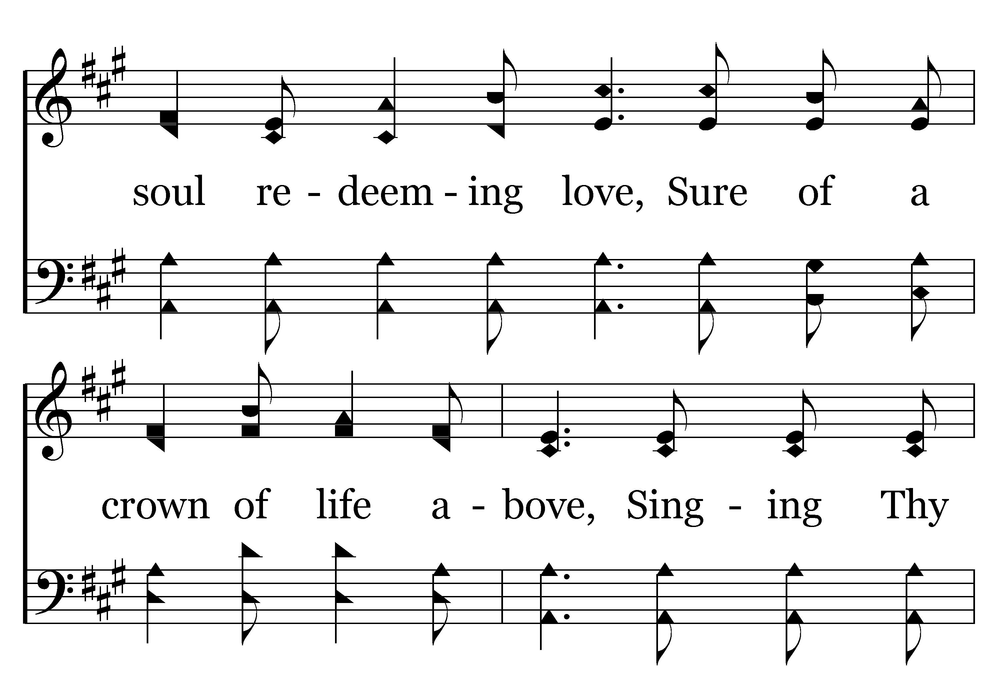 soul re - deem - ing love, Sure of a
crown of life a - bove, Sing - ing Thy